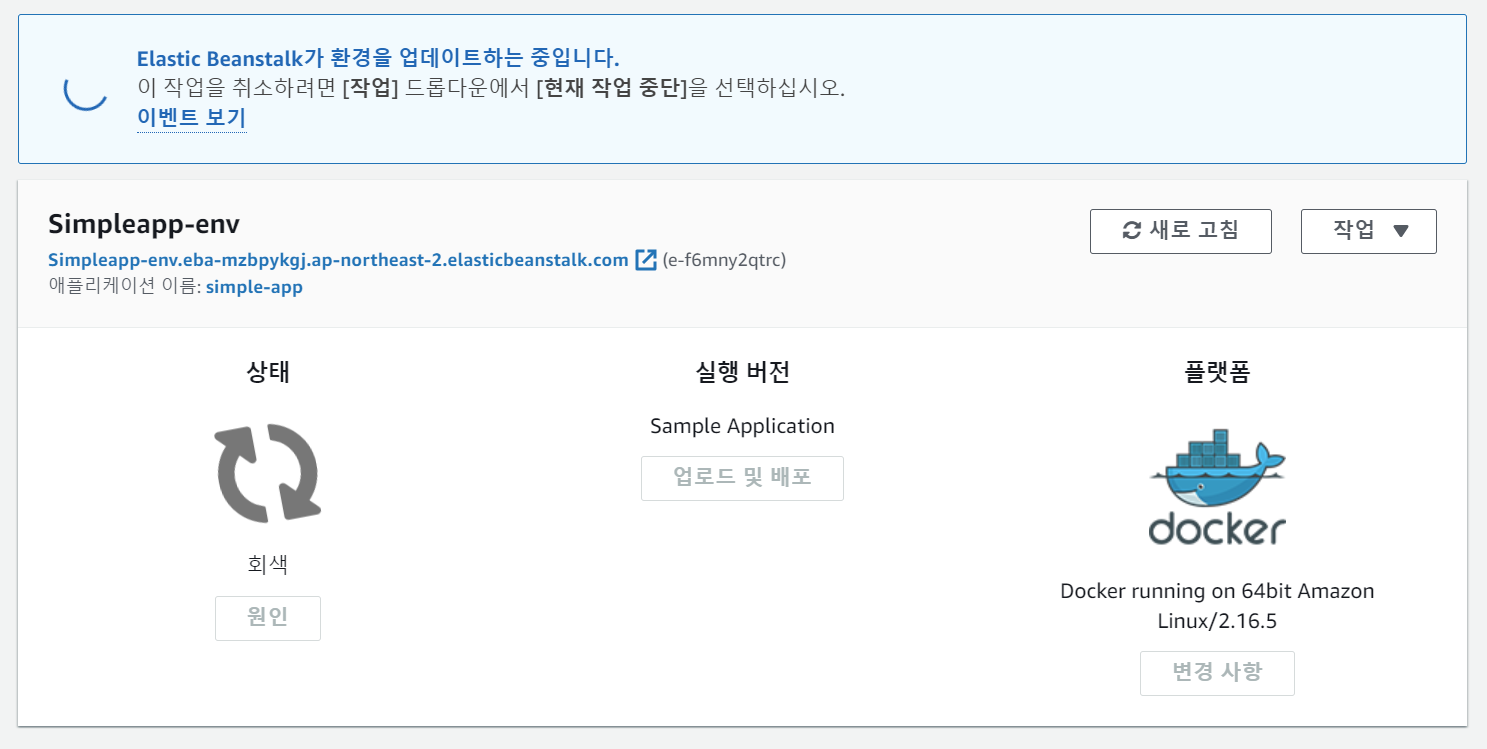 Elastic Beanstalk가 환경을 업데이트하는 중입니다.
이 작업을 취소하려면 [작업] 드롭다운에서 [현재 작업 중단]을 선택하십시오.
이벤트 보기
Simpleapp-env
새로 고침
작업
Simpleapp-env.eba-mzbpykgj.ap-northeast-2.elasticbeanstalk.com (e-f6mny2qtrc)
애플리케이션 이름: simple-app
상태
회색
원인
실행 버전
Sample Application
업로드 및 배포
플랫폼
docker
Docker running on 64bit Amazon
Linux/2.16.5
변경 사항